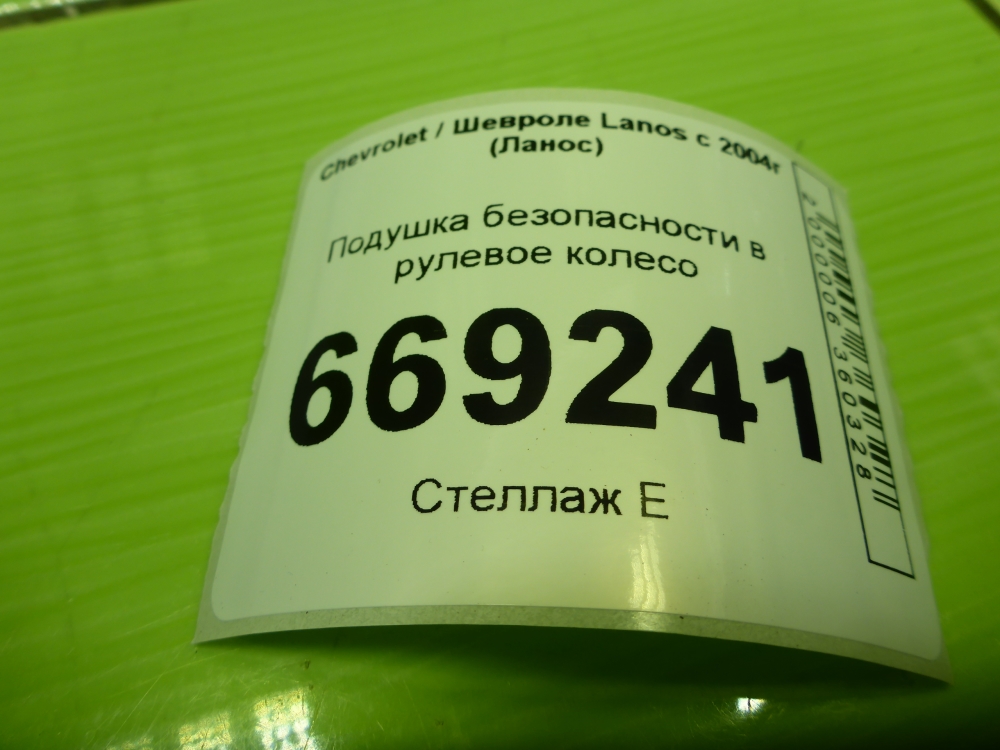 Chevrolet / Шевроле Lanos с 2004г
(Ланос)
Подушка безопасности в
рулевое колесо
669241
Стеллаж Е
2000006360328